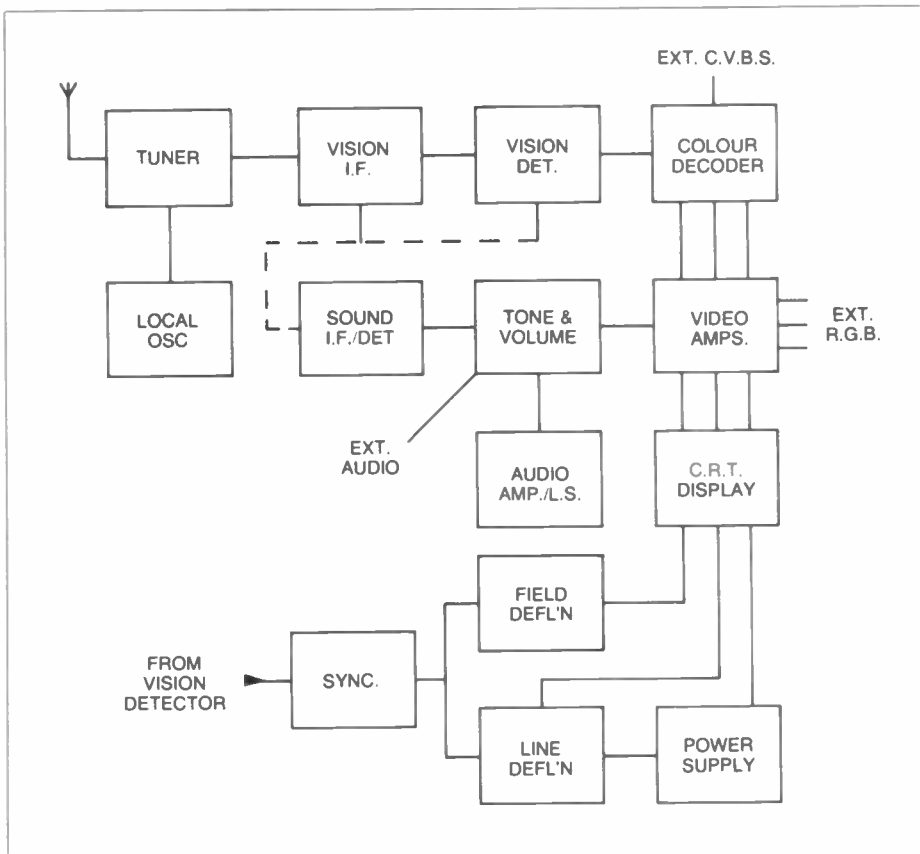 EXT. C.V.B.S.
TUNER
VISION
I.F.
VISION
DET.
COLOUR
DECODER
LOCAL
OSC
SOUND
I.F./DET
TONE &
VOLUME
VIDEO
AMPS.
EXT.
R.G.B.
EXT.
AUDIO
AUDIO
AMP./L.S.
C.R.T.
DISPLAY
FIELD
DEFL'N
FROM
VISION
DETECTOR
SYNC.
LINE
DEFL'N
POWER
SUPPLY